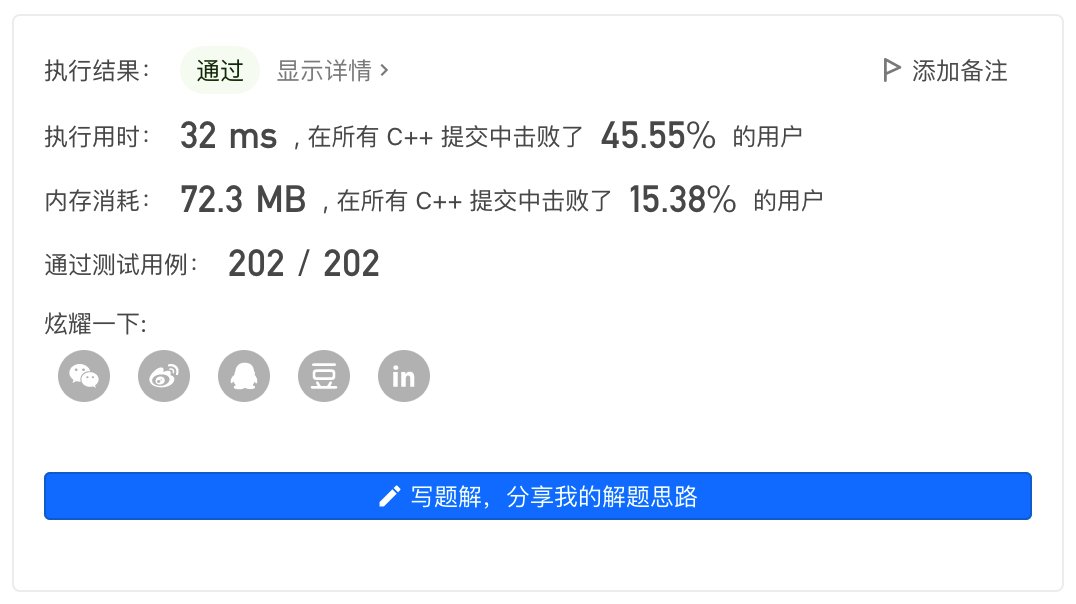 执行结果： 通过 显示详情 > 添加备注
执行用时： 32 ms , 在所有 C++ 提交中击败了 45.55% 的用户
内存消耗： 72.3 MB , 在所有 C++ 提交中击败了 15.38% 的用户
通过测试用例： 202 / 202
炫耀一下:
豆 in
写题解，分享我的解题思路